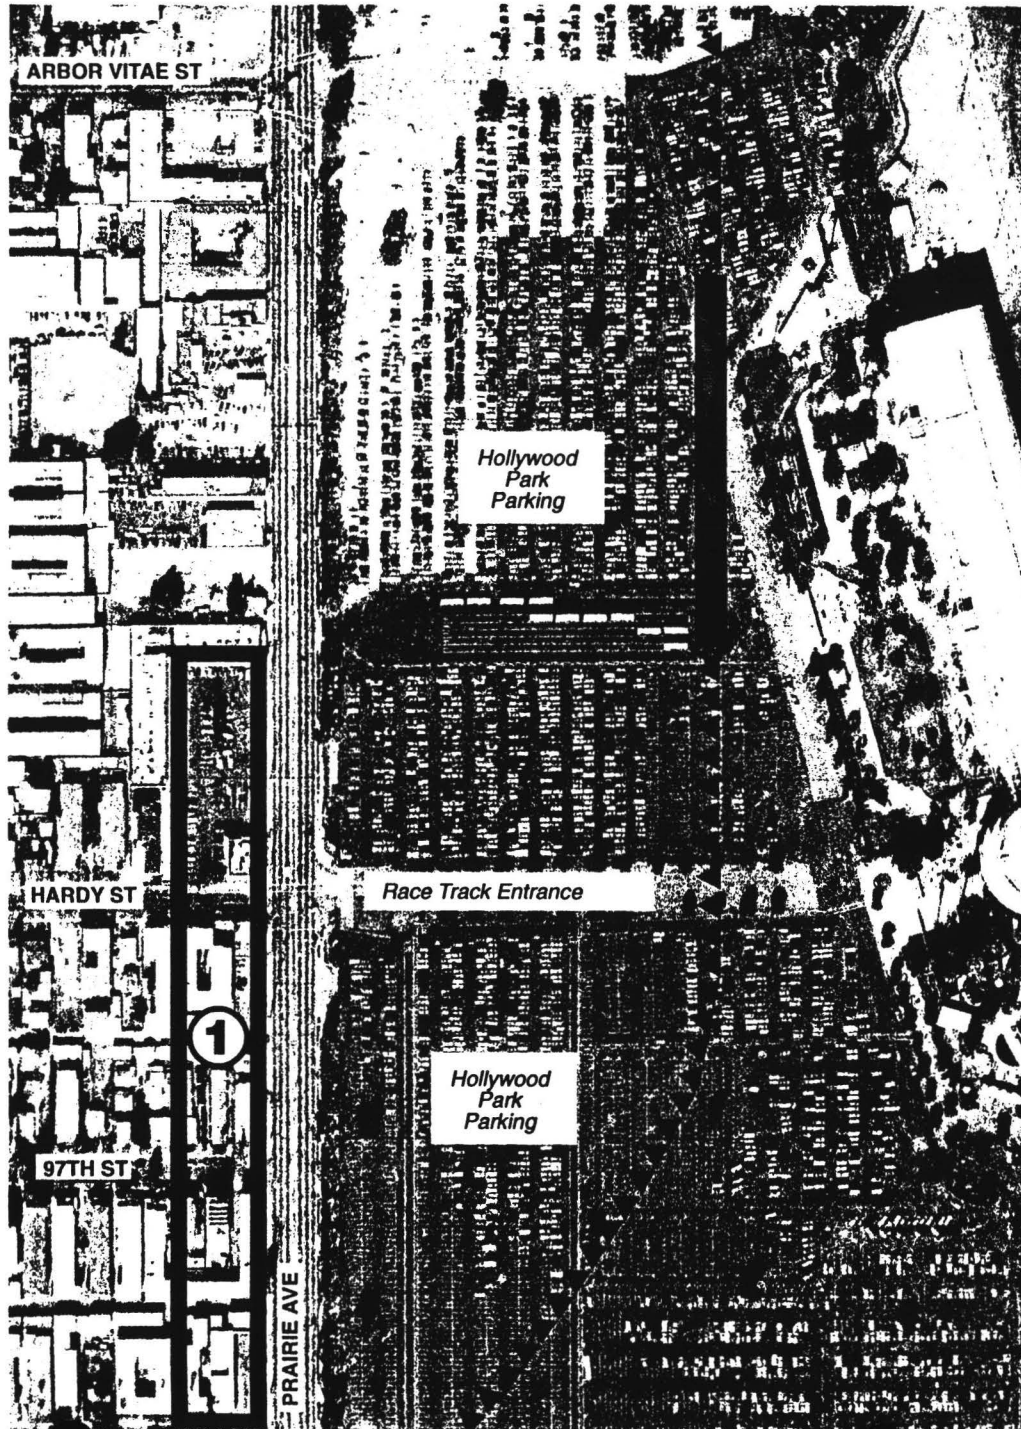 ARBOR VITAE ST
Hollywood
Park
Parking
HARDY ST
Race Track Entrance
1
Hollywood
Park
Parking
97TH ST
PRAIRIE AVE